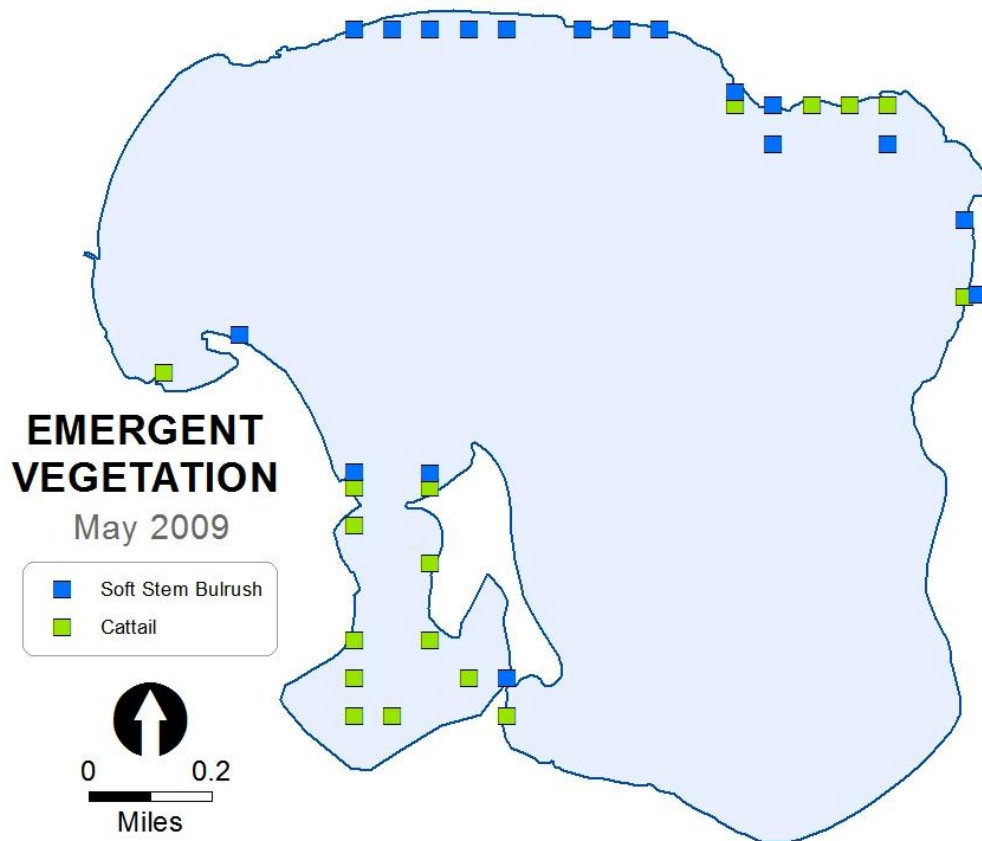 EMERGENT
VEGETATION
May 2009
Soft Stem Bulrush
Cattail
0 0.2
Miles